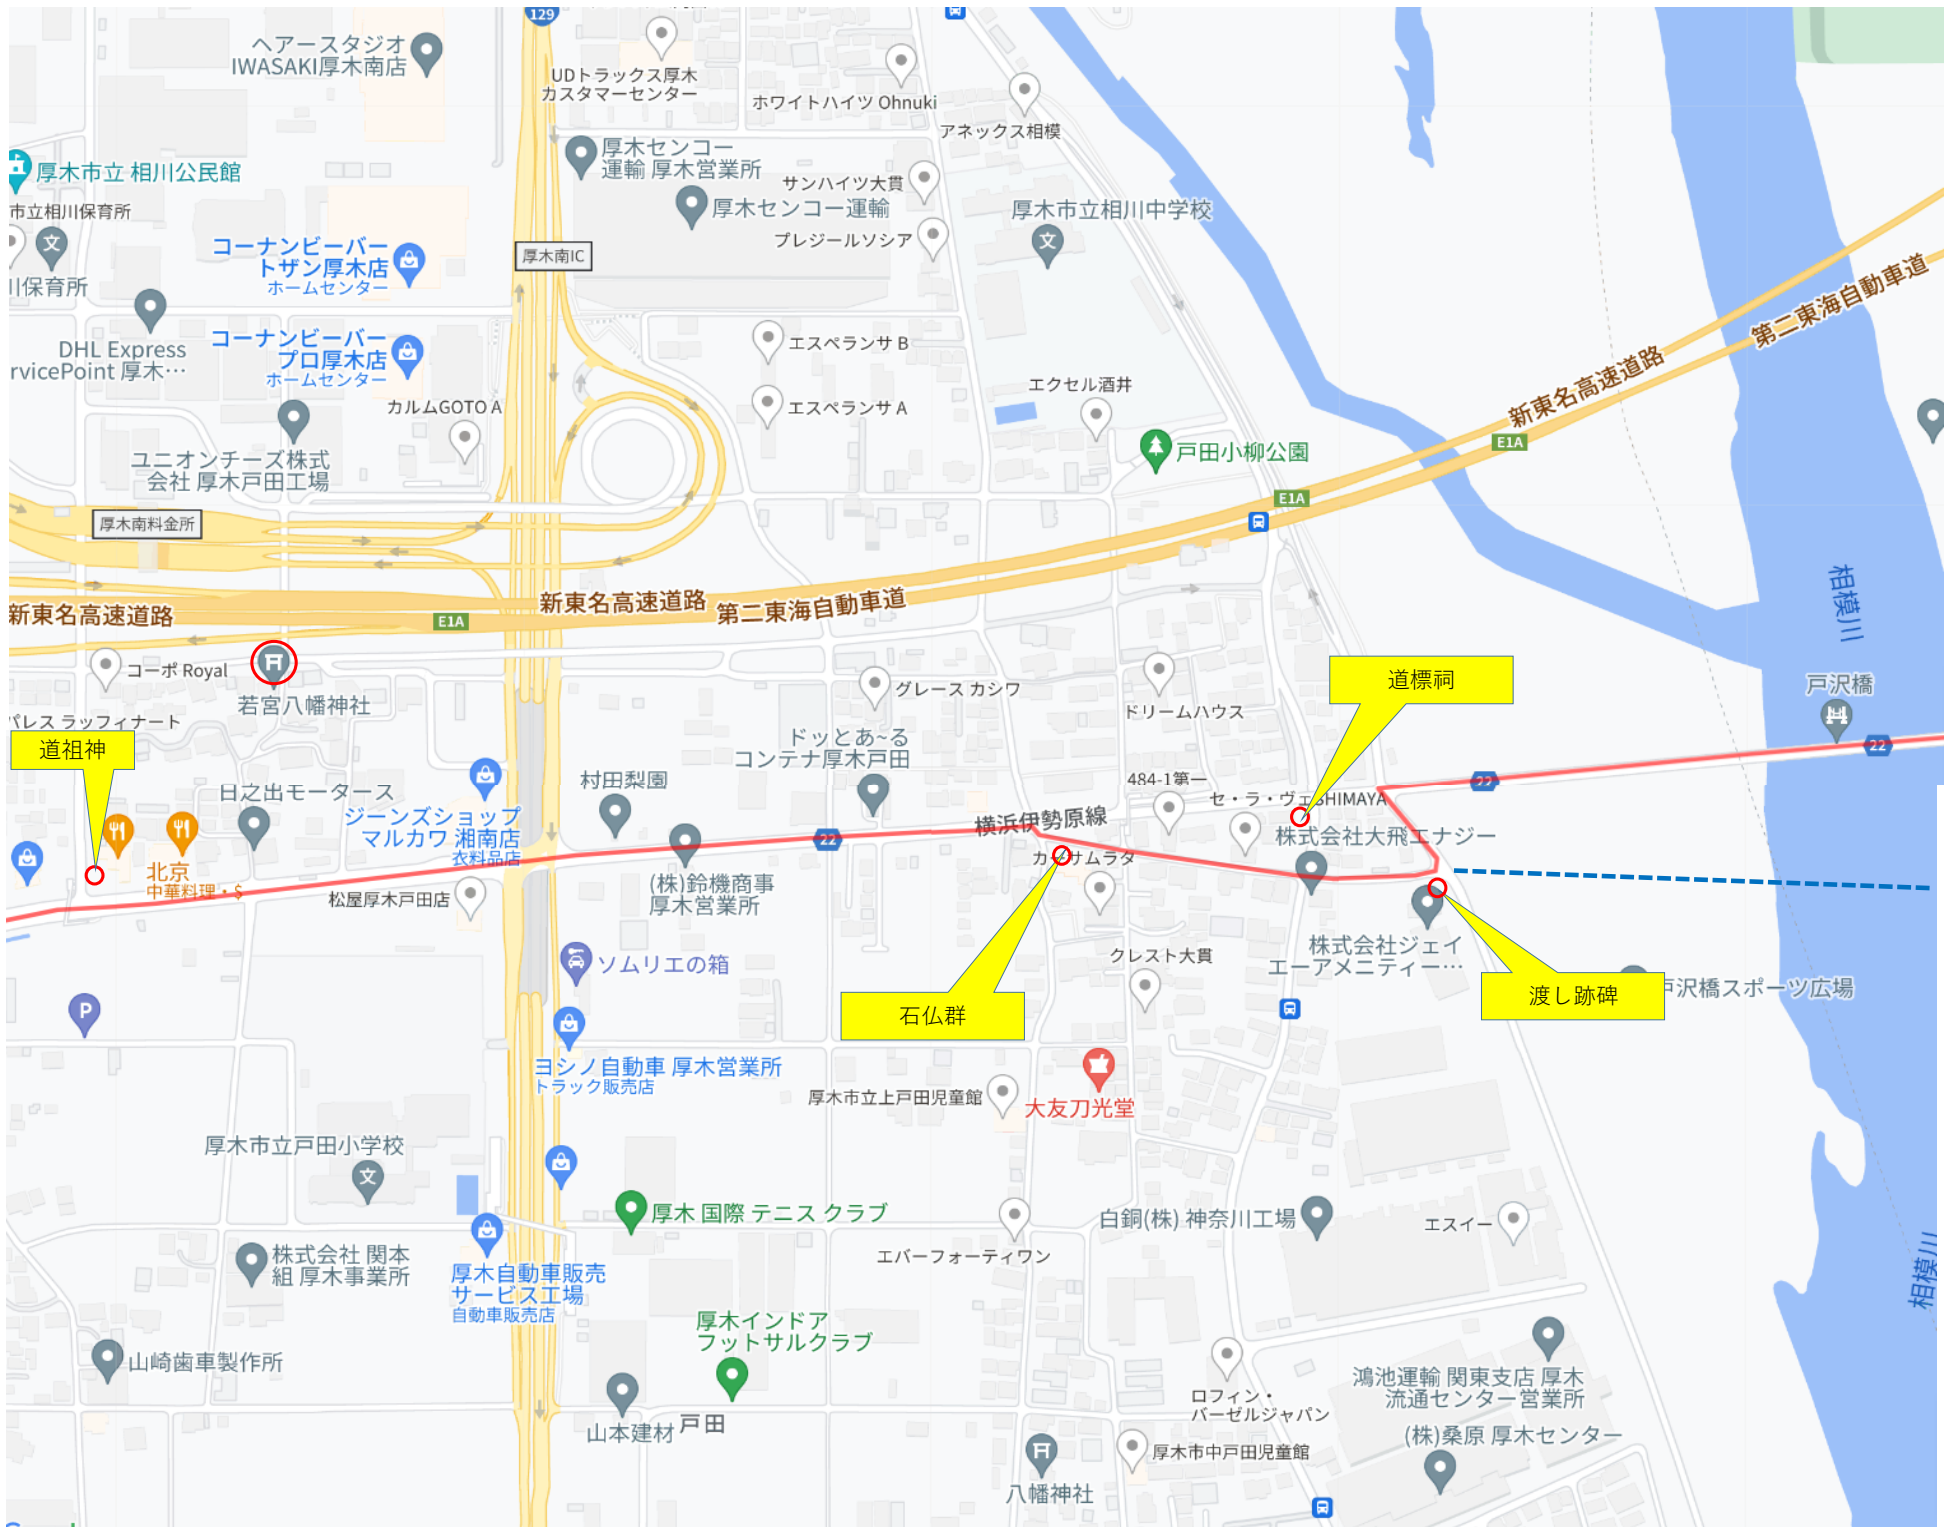 129
ヘアースタジオ
IWASAKI厚木南店
UDトラックス厚木
カスタマーセンター
ホワイトハイツ Ohnuki
アネックス相模
厚木センコー
運輸 厚木営業所
厚木市立 相川公民館
サンハイツ大貫
厚木センコー運輸
市立相川保育所
厚木市立相川中学校
文
文
プレジールソシア
コーナンビーバー
トザン厚木店
ホームセンター
厚木南IC
川保育所
第二東海自動車道
DHL Express
rvicePoint 厚木…
コーナンビーバー
プロ厚木店
ホームセンター
エスペランサ B
新東名高速道路
エクセル酒井
カルムGOTO A
エスペランサ A
E1A
戸田小柳公園
ユニオンチーズ株式
会社 厚木戸田工場
E1A
厚木南料金所
相模川
新東名高速道路
E1A
新東名高速道路
第二東海自動車道
コーポ Royal
若宮八幡神社
グレース カシワ
道標祠
戸沢橋
パレス ラッフィナート
ドリームハウス
道祖神
ドッとあ~る
コンテナ厚木戸田
22
村田梨園
484-1第一
22
日之出モータース
セ・ラ・ヴェSHIMAYA
ジーンズショップ
マルカワ 湘南店
衣料品店
横浜伊勢原線
22
株式会社大飛エナジー
カーサムラタ
北京
中華料理・$
松屋厚木戸田店
(株)鈴機商事
厚木営業所
株式会社ジェイ
エーアメニティー…
ソムリエの箱
クレスト大貫
戸沢橋スポーツ広場
渡し跡碑
石仏群
P
ヨシノ自動車 厚木営業所
トラック販売店
厚木市立上戸田児童館
大友刀光堂
厚木市立戸田小学校
文
厚木 国際 テニス クラブ
白銅(株) 神奈川工場
エスイー
エバーフォーティワン
株式会社 関本
組 厚木事業所
相模川
厚木自動車販売
サービス工場
自動車販売店
厚木インドア
フットサルクラブ
山崎歯車製作所
鴻池運輸 関東支店 厚木
流通センター営業所
ロフィン・
バーゼルジャパン
戸田
山本建材
(株)桑原 厚木センター
厚木市中戸田児童館
八幡神社